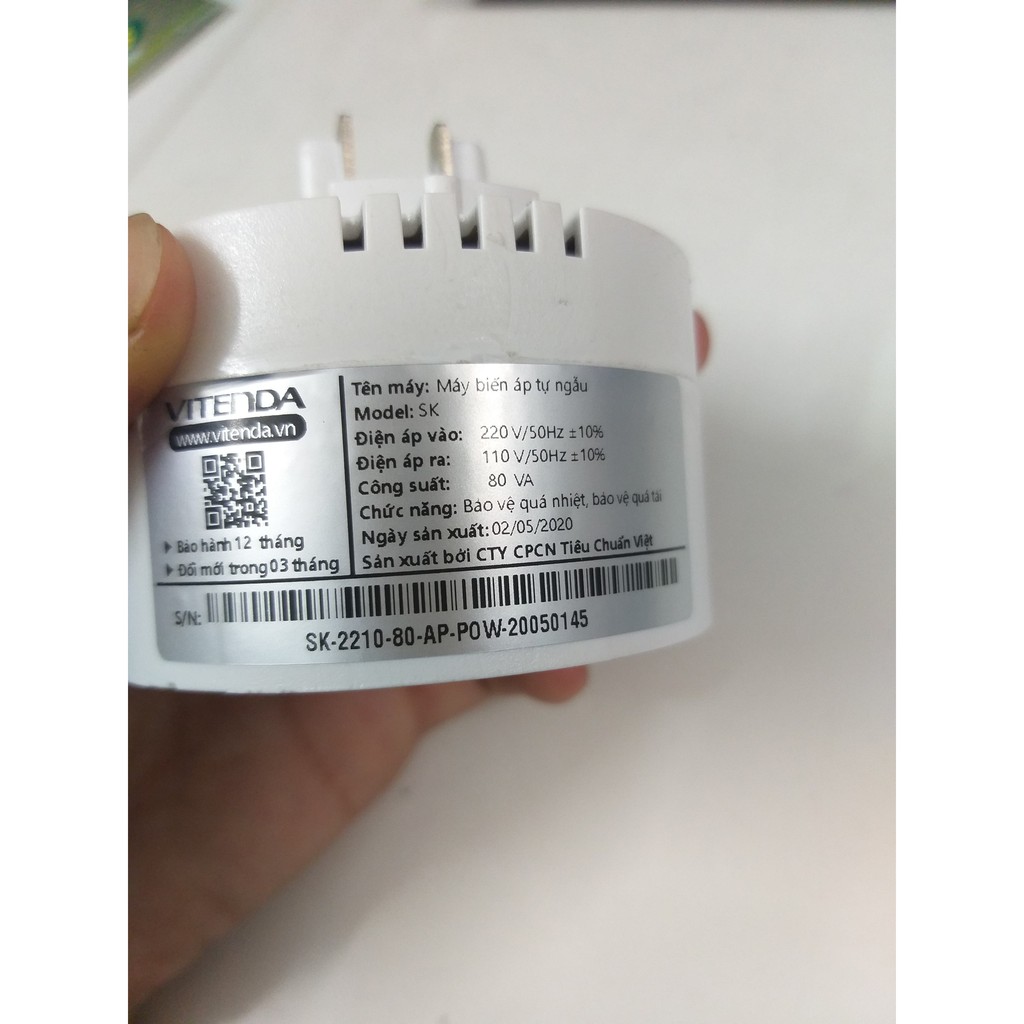 VITENDA
www.vitenda.vn
Bảo hành 12 tháng
Đổi mới trong 03 tháng
Tên máy: Máy biến áp tự ngẫu
Model: SK
Điện áp vào: 220 V/50Hz ±10%
Điện áp ra: 110 V/50Hz ±10%
Công suất: 80 VA
Chức năng: Bảo vệ quá nhiệt, bảo vệ quá tải
Ngày sản xuất: 02/05/2020
Sản xuất bởi CTY CPCN Tiêu Chuẩn Việt
S/N:
SK-2210-80-AP-POW-20050145